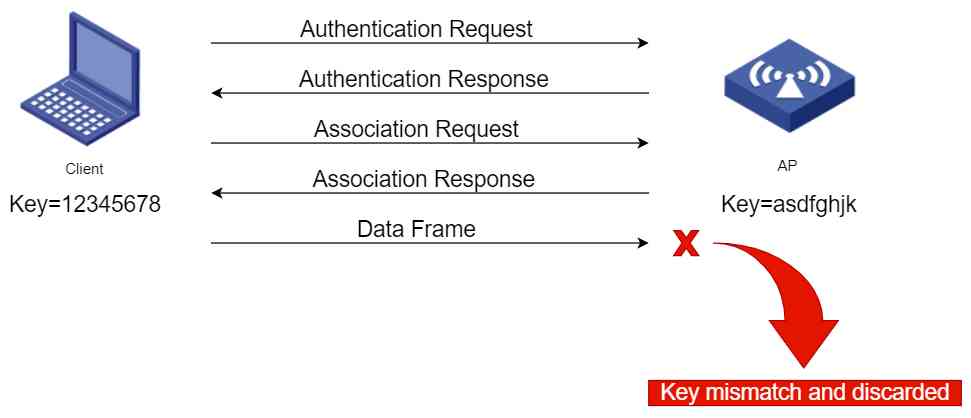 Authentication Request
Authentication Response
Association Request
Client
AP
Association Response
Key=12345678
Key=asdfghjk
Data Frame
X
Key mismatch and discarded